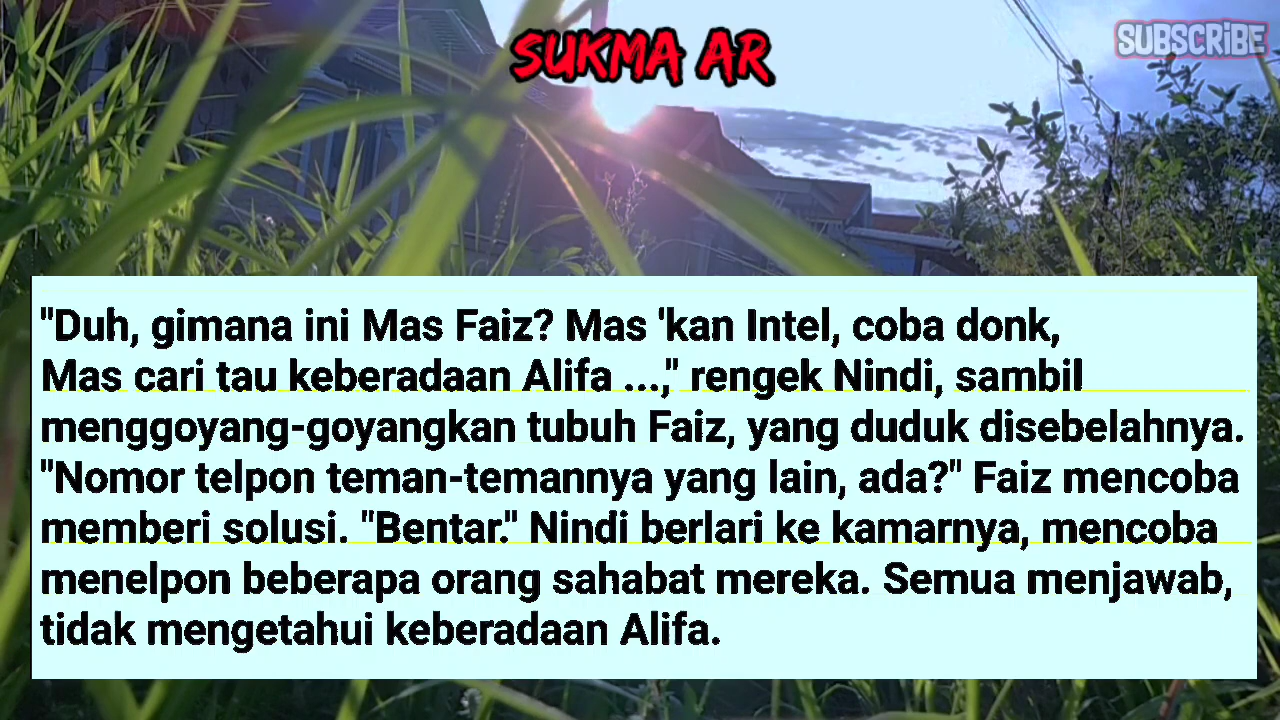 SUKMA AR
SUBSCRiBE
"Duh, gimana ini Mas Faiz? Mas 'kan Intel, coba donk,
Mas cari tau keberadaan Alifa ...," rengek Nindi, sambil
menggoyang-goyangkan tubuh Faiz, yang duduk disebelahnya.
"Nomor telpon teman-temannya yang lain, ada?" Faiz mencoba
memberi solusi. "Bentar." Nindi berlari ke kamarnya, mencoba
menelpon beberapa orang sahabat mereka. Semua menjawab,
tidak mengetahui keberadaan Alifa.